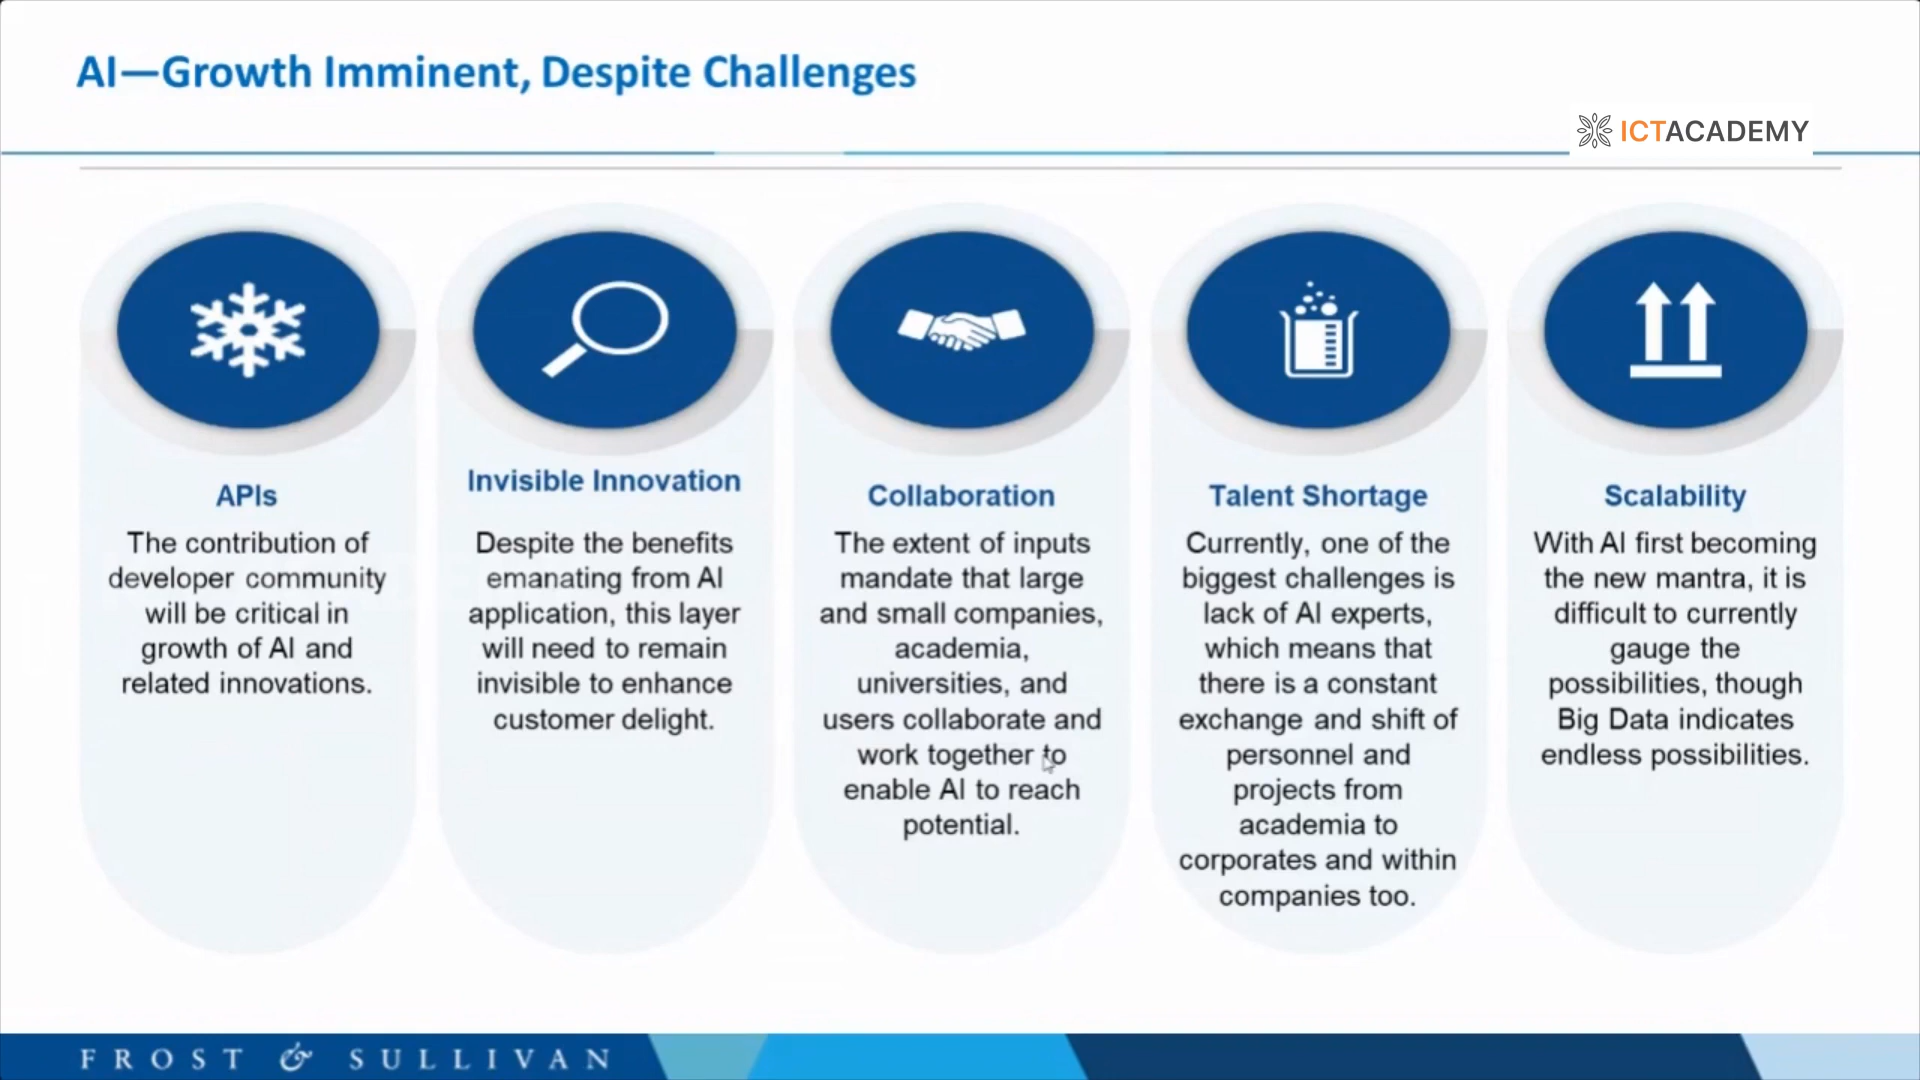 AI—Growth Imminent, Despite Challenges
ICTACADEMY
APIs
The contribution of
developer community
will be critical in
growth of AI and
related innovations.
Invisible Innovation
Despite the benefits
emanating from AI
application, this layer
will need to remain
invisible to enhance
customer delight.
Collaboration
The extent of inputs
mandate that large
and small companies,
academia,
universities, and
users collaborate and
work together to
enable AI to reach
potential.
Talent Shortage
Currently, one of the
biggest challenges is
lack of AI experts,
which means that
there is a constant
exchange and shift of
personnel and
projects from
academia to
corporates and within
companies too.
Scalability
With AI first becoming
the new mantra, it is
difficult to currently
gauge the
possibilities, though
Big Data indicates
endless possibilities.
FROST & SULLIVAN